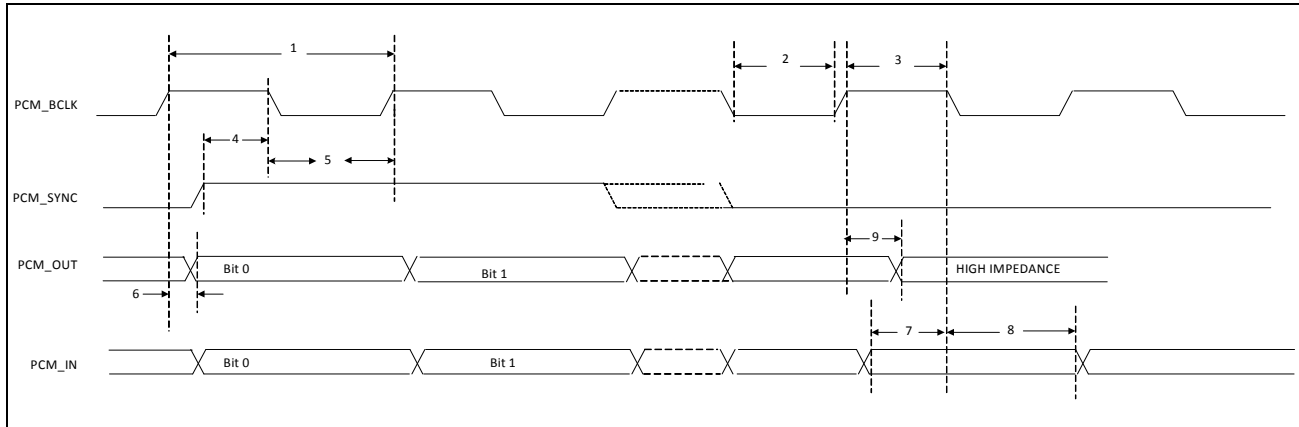 1
2
3
PCM_BCLK
4
5
PCM_SYNC
9
PCM_OUT
Bit 0
Bit 1
HIGH IMPEDANCE
6
7
8
PCM_IN
Bit 0
Bit 1